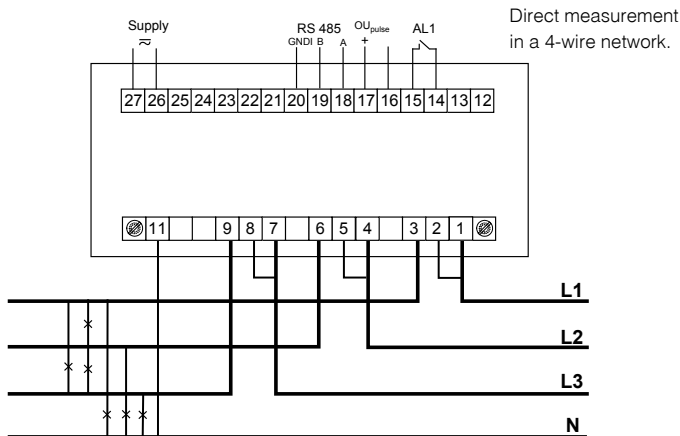 Direct measurement
in a 4-wire network.
Supply
RS 485
OUpulse
AL1
GNDI B A +
27 26 25 24 23 22 21 20 19 18 17 16 15 14 13 12
11 9 8 7 6 5 4 3 2 1
L1
L2
L3
N